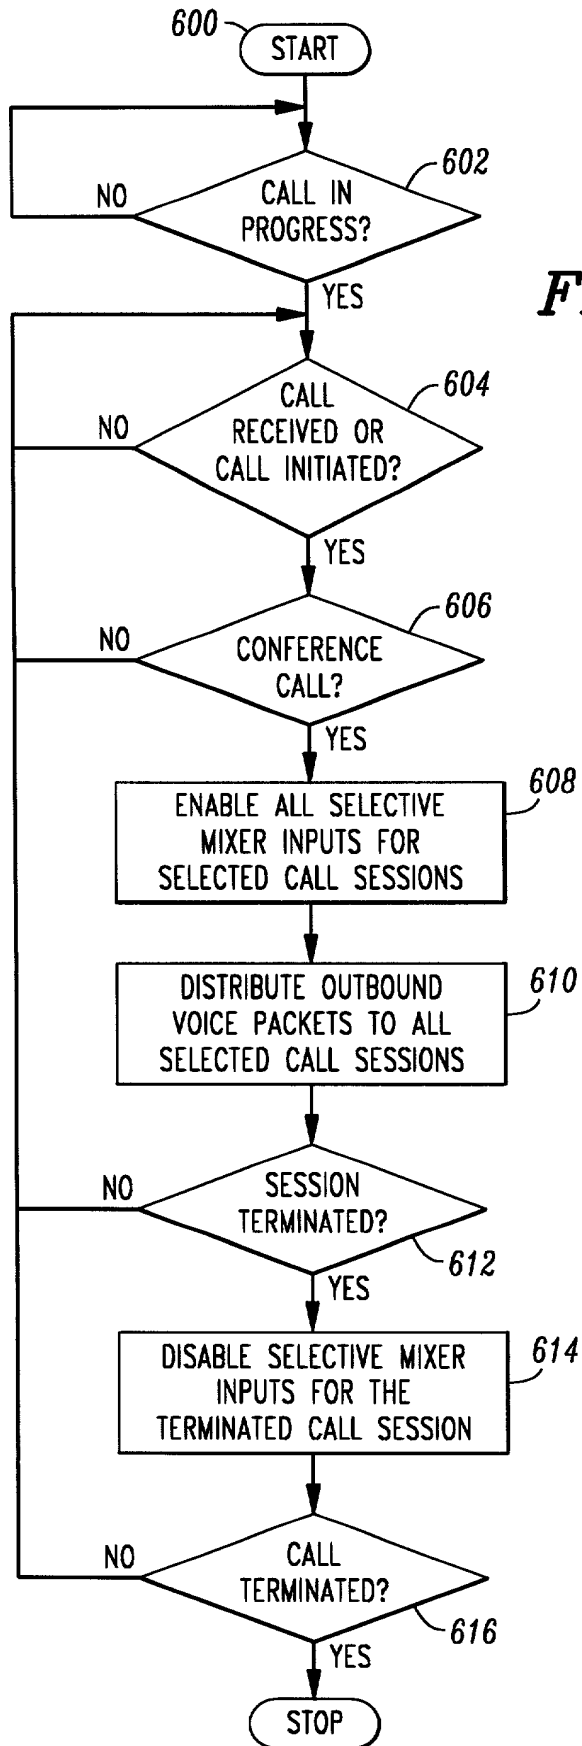 600
START
602
NO
CALL IN
PROGRESS?
YES
604
CALL
NO
RECEIVED OR
CALL INITIATED?
YES
606
NO
CONFERENCE
CALL?
YES
608
ENABLE ALL SELECTIVE
MIXER INPUTS FOR
SELECTED CALL SESSIONS
610
DISTRIBUTE OUTBOUND
VOICE PACKETS TO ALL
SELECTED CALL SESSIONS
NO
SESSION
TERMINATED?
612
YES
614
DISABLE SELECTIVE MIXER
INPUTS FOR THE
TERMINATED CALL SESSION
NO
CALL
TERMINATED?
616
YES
STOP